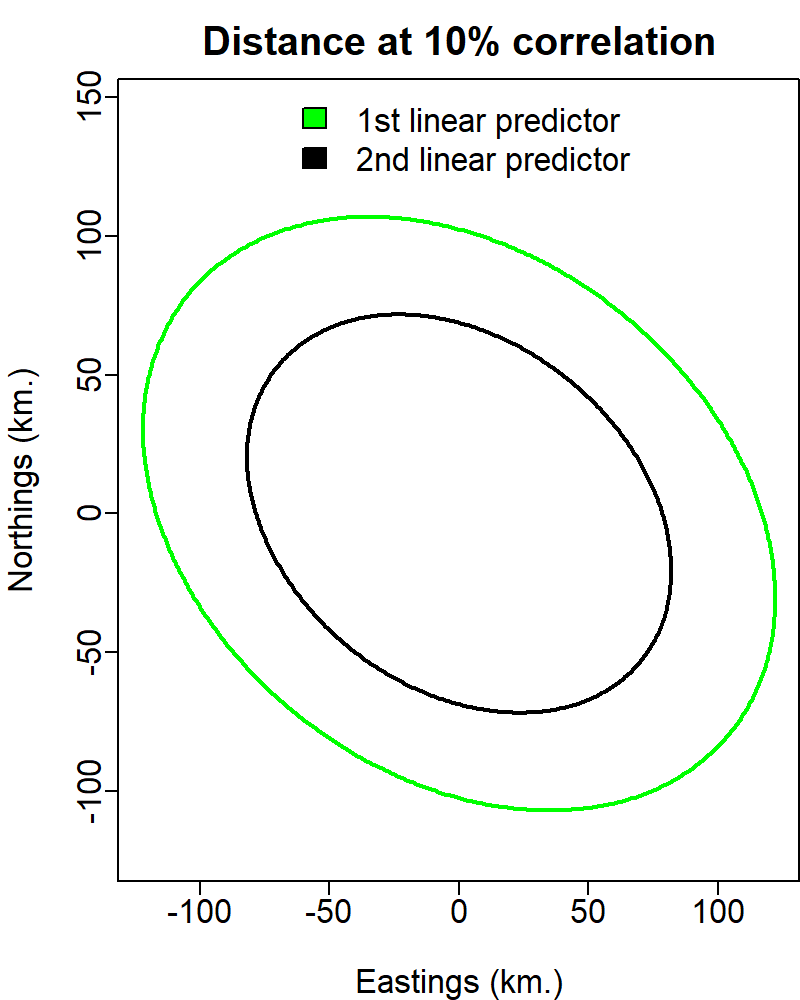 Distance at 10% correlation
1st linear predictor
2nd linear predictor
150
100
50
0
-50
-100
Northings (km.)
-100
-50
0
50
100
Eastings (km.)